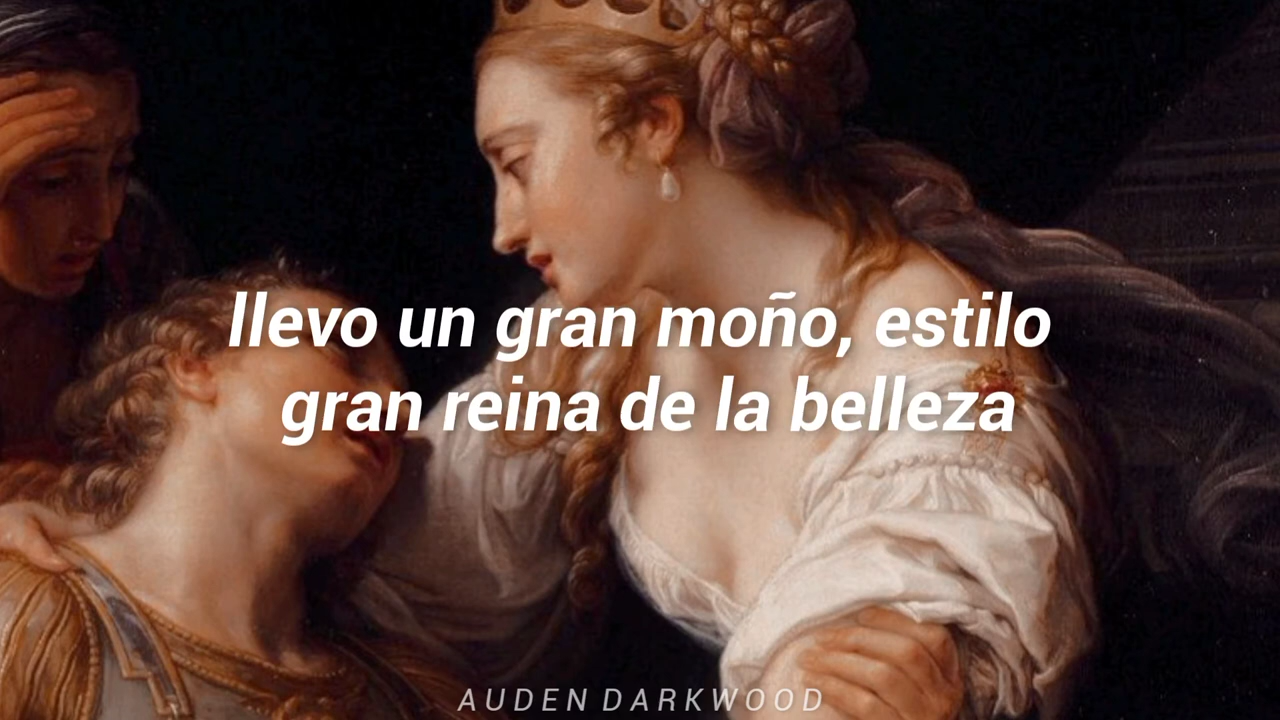 llevo un gran moño, estilo
gran reina de la belleza
AUDEN DARKWOOD